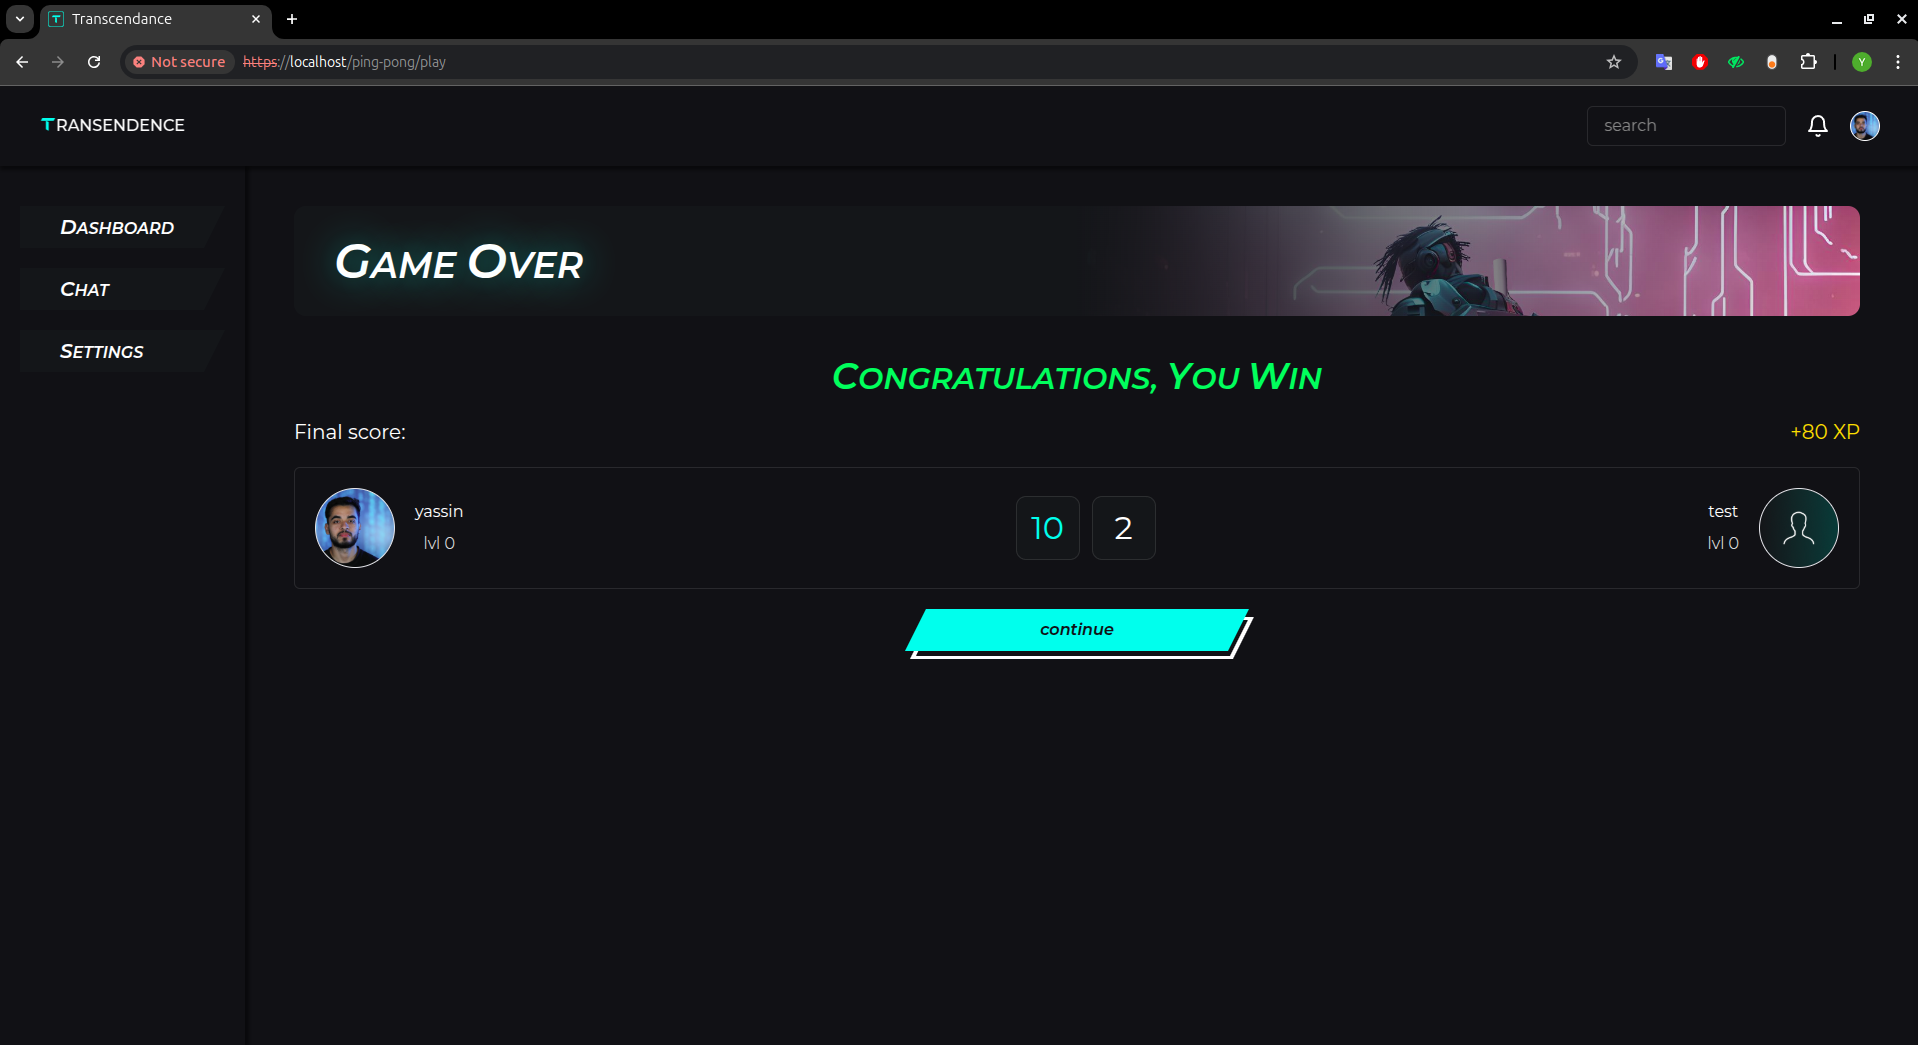 Transcendance
Not secure https://localhost/ping-pong/play
Y
TRANSENDENCE
search
DASHBOARD
CHAT
SETTINGS
GAME OVER
CONGRATULATIONS, YOU WIN
Final score:
+80 XP
yassin
lvl 0
10
2
test
lvl 0
continue